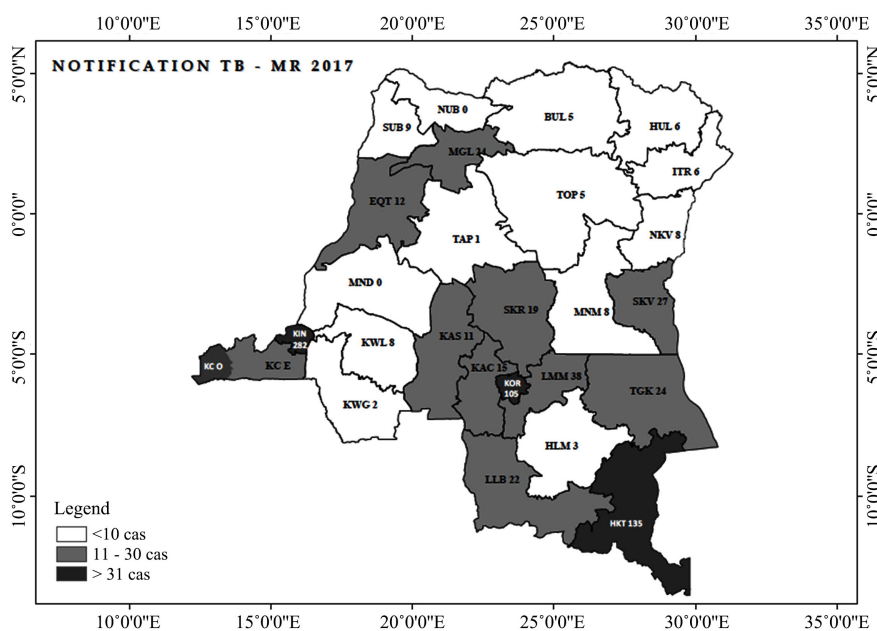 10°0'0"E 15°0'0"E 20°0'0"E 25°0'0"E 30°0'0"E 35°0'0"E
5°0'0"N
0°0'0"
5°0'0"S
10°0'0"S
NOTIFICATION TB - MR 2017
NUB 0
SUB 9
BUL 5
HUL 6
MGL 24
ITR 6
EQT 12
TOP 5
TAP 1
NKV 8
MND 0
SKR 19
SKV 27
MNM 8
KIN
282
KAS 11
KWL 8
KC O
KC E
KAC 15
LMM 38
KOR
105
TGK 24
KWG 2
HLM 3
LLB 22
HKT 135
Legend
<10 cas
11 - 30 cas
> 31 cas
5°0'0"N
0°0'0"
5°0'0"S
10°0'0"S
10°0'0"E 15°0'0"E 20°0'0"E 25°0'0"E 30°0'0"E 35°0'0"E